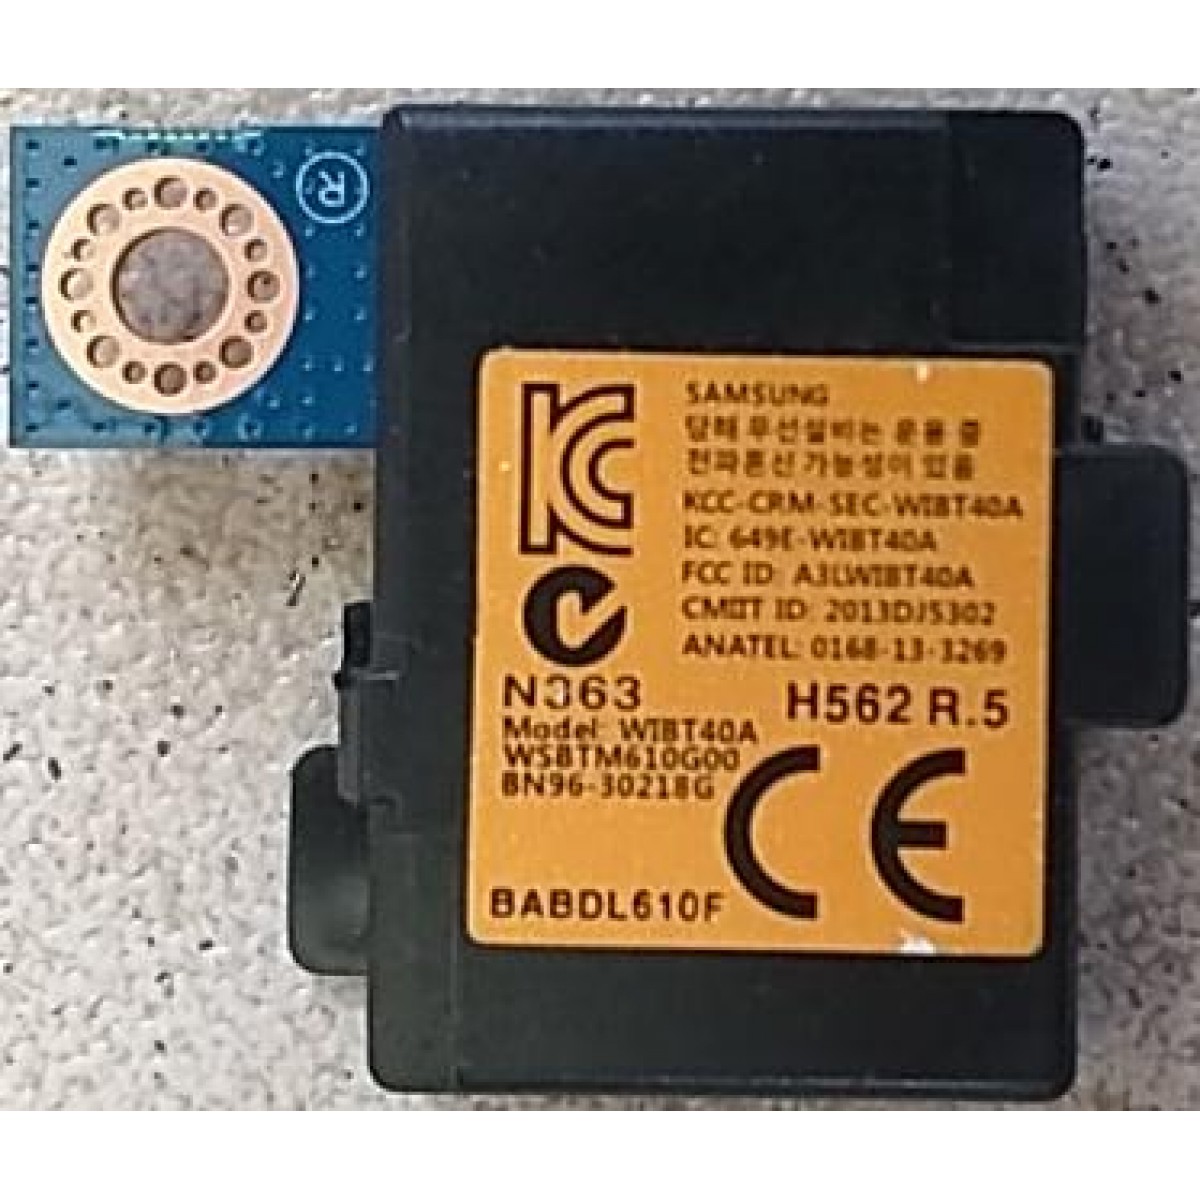 ®
SAMSUNG
당해 무선설비는 운용 중
전파혼신 가능성이 있음
KCC-CRM-SEC-WIBT40A
IC: 649E-WIBT40A
FCC ID: A3LWIBT40A
CMIIT ID: 2013DJ5302
ANATEL: 0168-13-3269
KC
N363
H562 R.5
Model: WIBT40A
WSBTM610G00
BN96-30218G
CE
BABDL610F